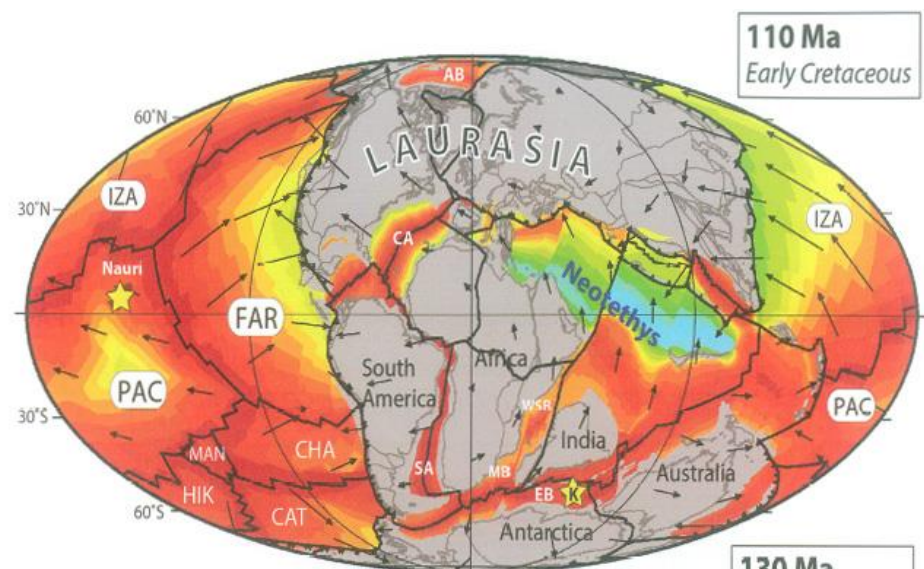 110 Ma
Early Cretaceous
AB
60°N
LAURASIA
IZA
30°N
IZA
CA
Nauri
Neotethys
FAR
South
America
Africa
PAC
PAC
30°S
WSR
India
MAN
CHA
SA
MB
Australia
HIK
EB
K
60°S
CAT
Antarctica
130 Ma